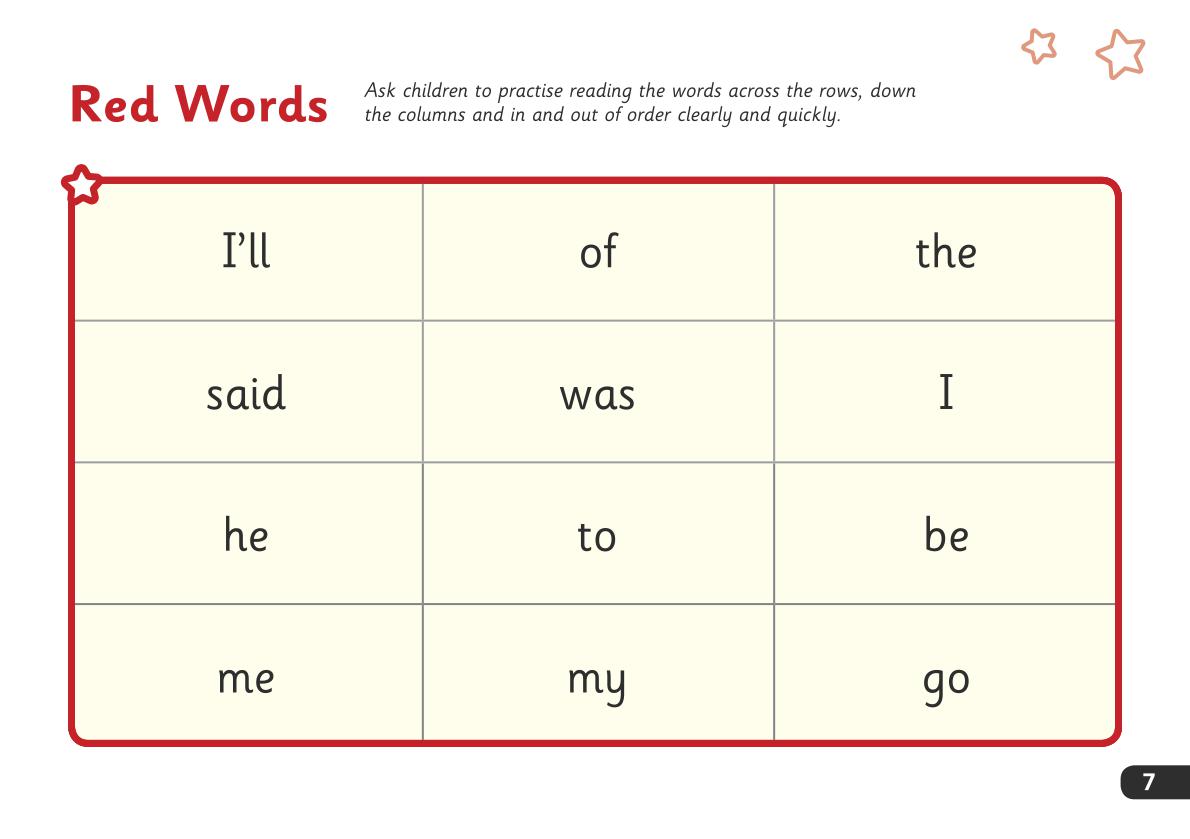 Red Words
Ask children to practise reading the words across the rows, down
the columns and in and out of order clearly and quickly.
I’ll of the
said was I
he to be
me my go
7